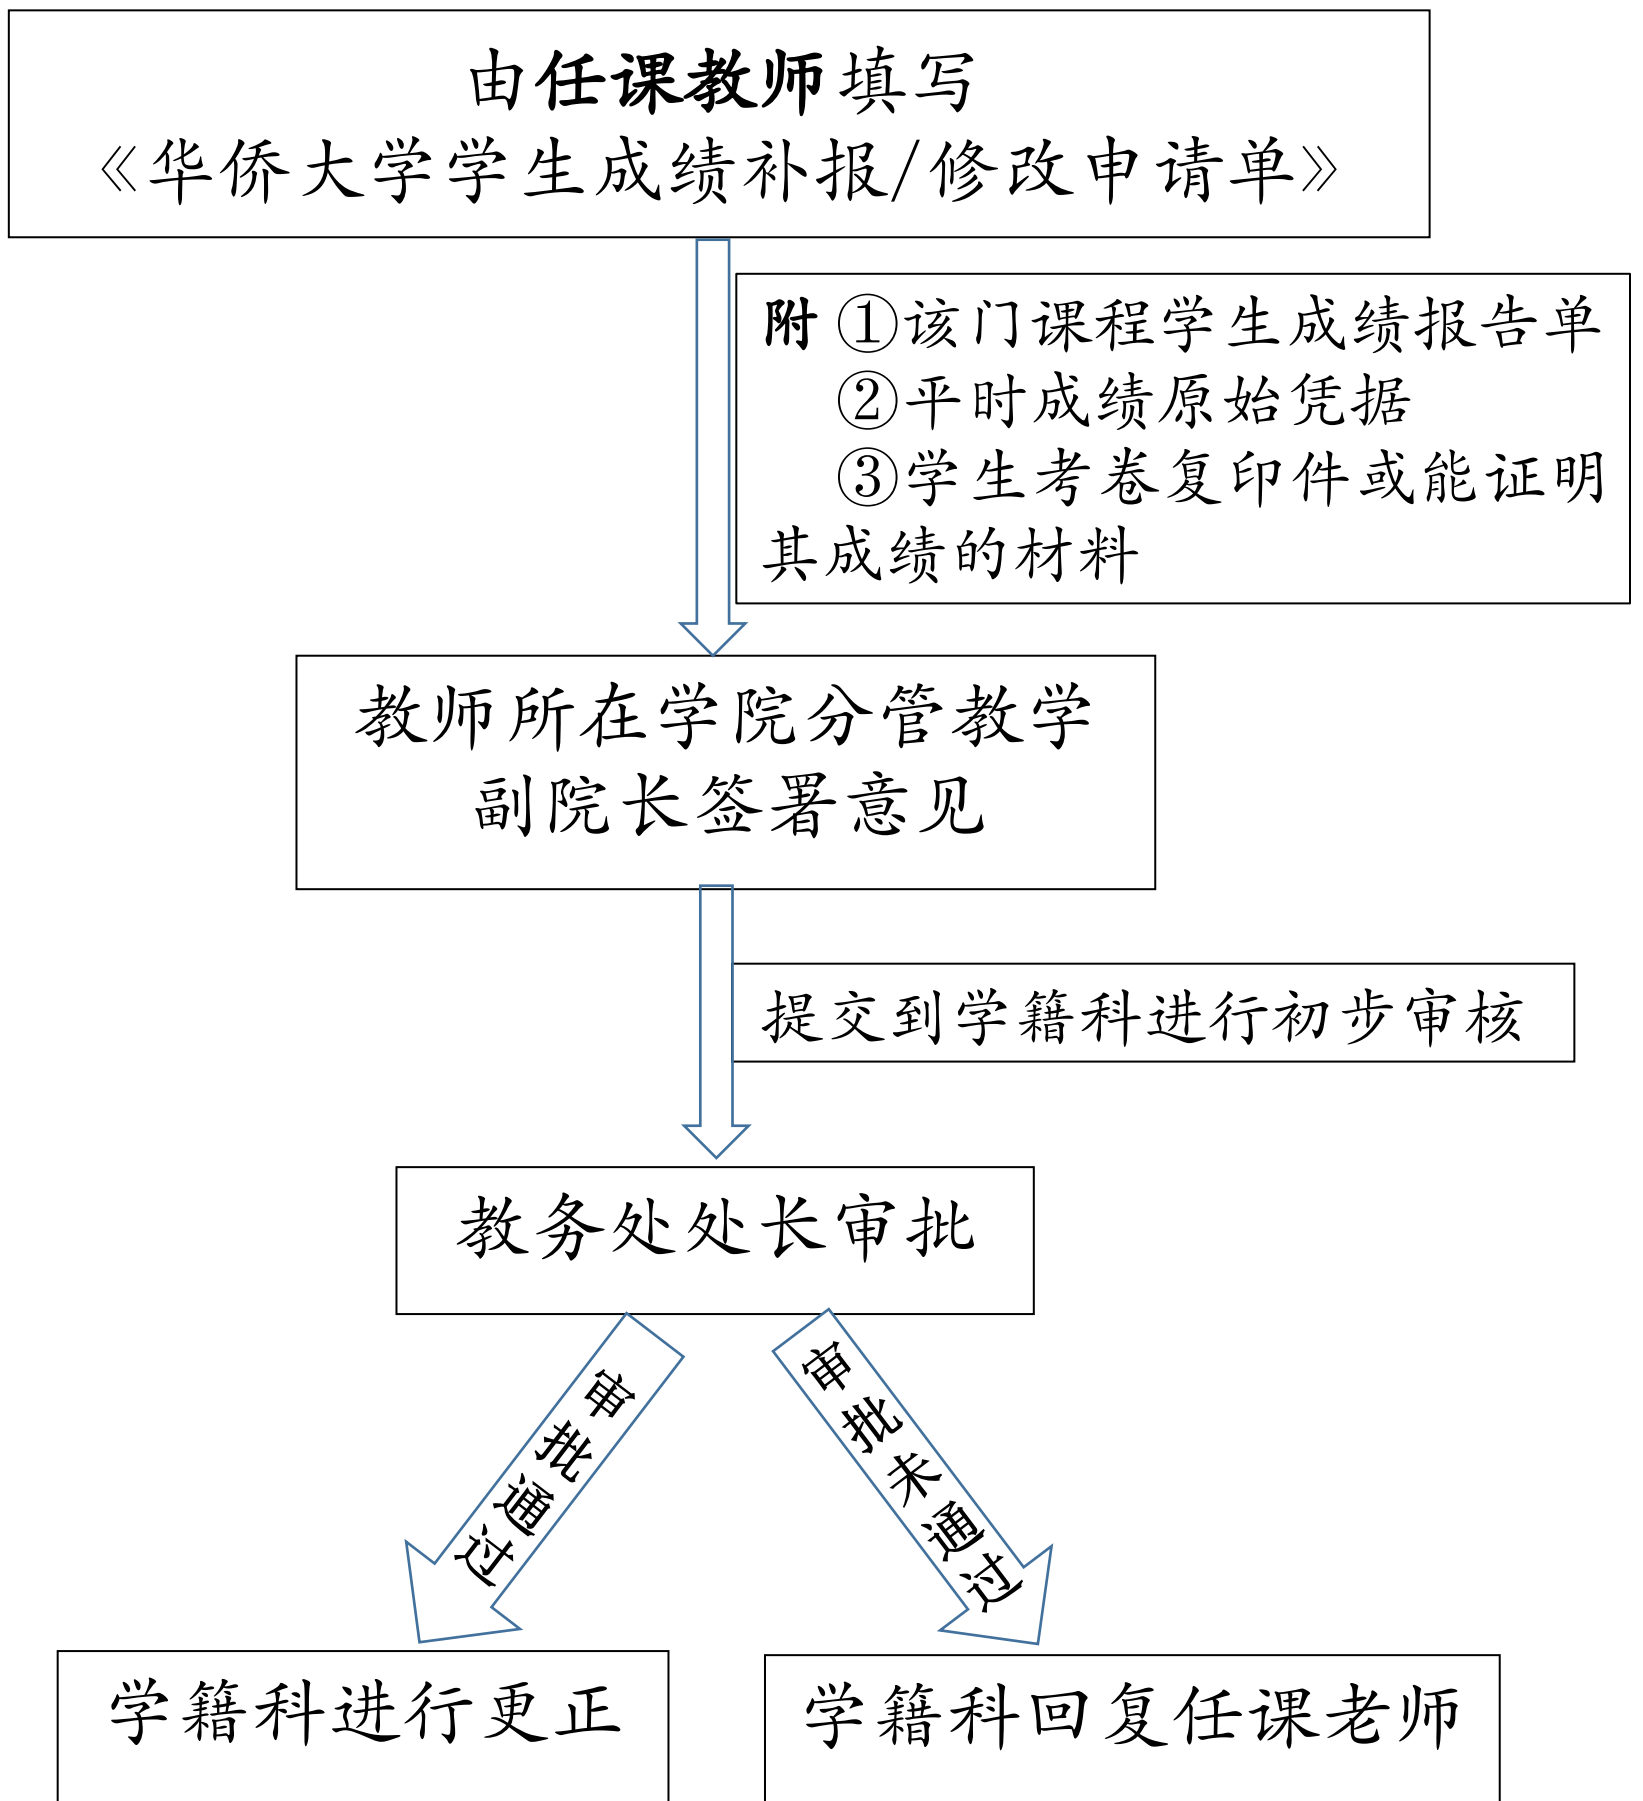 由任课教师填写
《华侨大学学生成绩补报/修改申请单》
附 ①该门课程学生成绩报告单
②平时成绩原始凭据
③学生考卷复印件或能证明
其成绩的材料
教师所在学院分管教学
副院长签署意见
提交到学籍科进行初步审核
教务处处长审批
审批通过
审批未通过
学籍科进行更正
学籍科回复任课老师